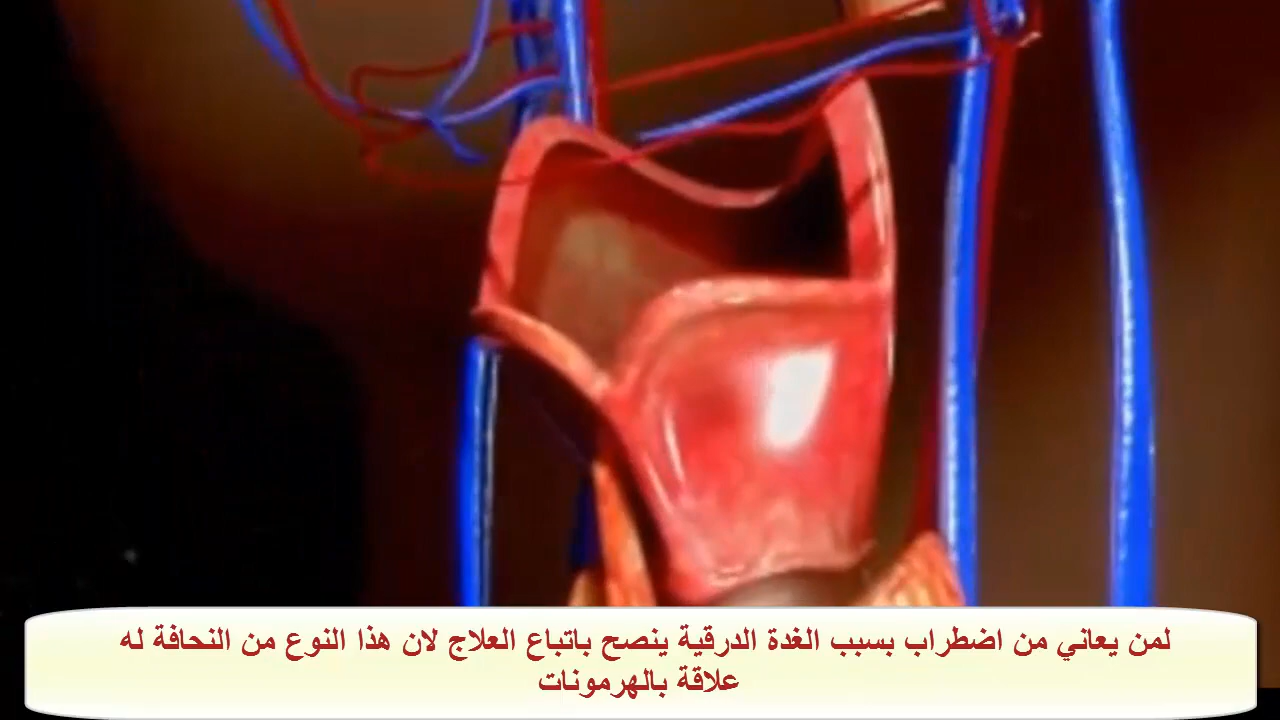 لمن يعاني من اضطراب بسبب الغدة الدرقية ينصح باتباع العلاج لان هذا النوع من النحافة له
علاقة بالهرمونات